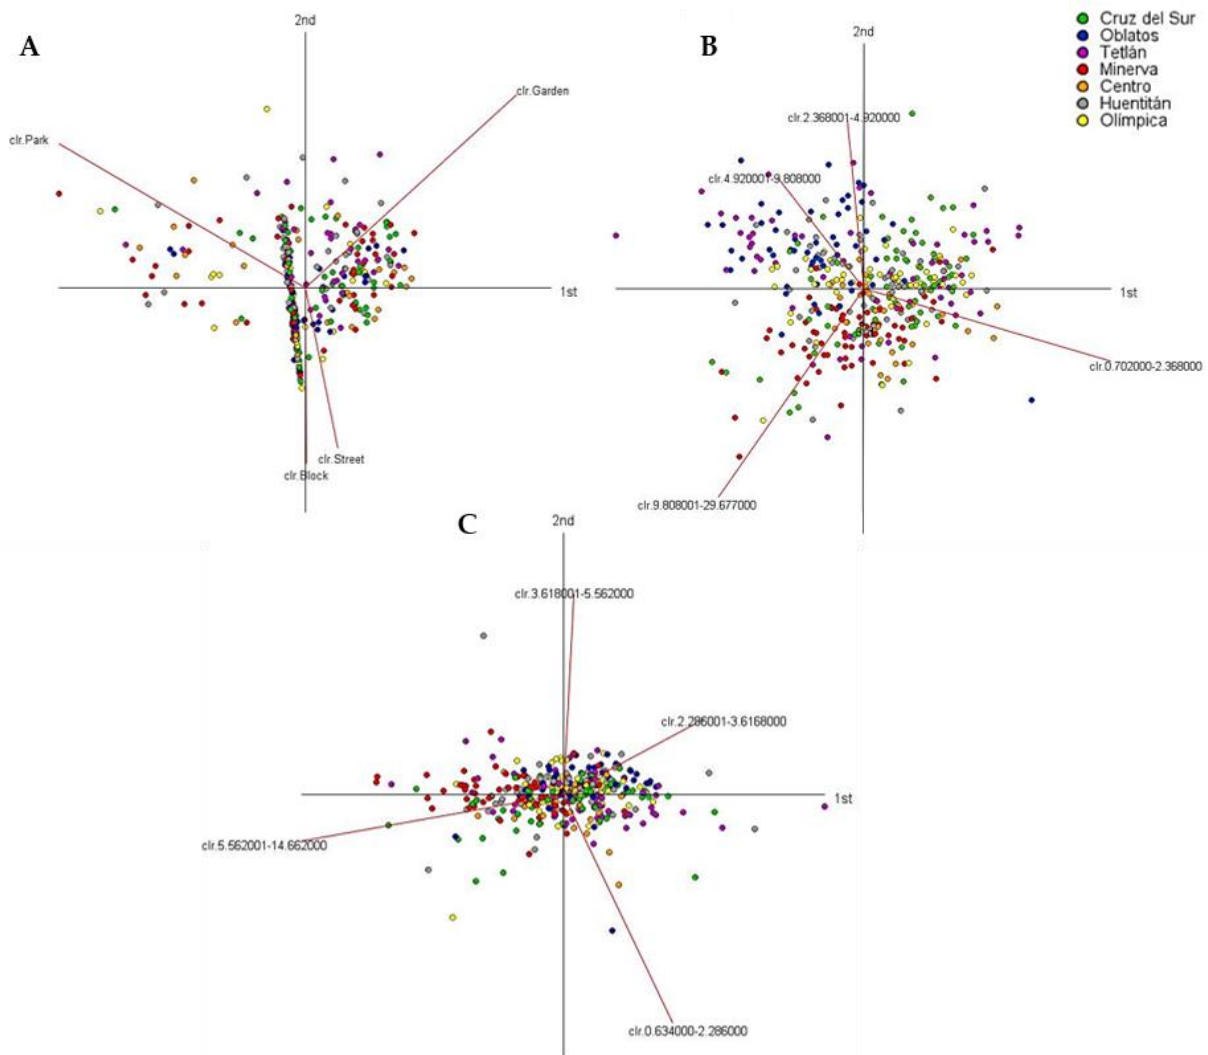 A
2nd
clr.Garden
clr.Park
1st
clr.Street
clr.Block
B
2nd
clr.2.368001-4.920000
clr.4.920001-9.808000
1st
clr.0.702000-2.368000
clr.9.808001-29.677000
Cruz del Sur
Oblatos
Tetlán
Minerva
Centro
Huentitán
Olímpica
C
2nd
clr.3.618001-5.562000
clr.2.286001-3.6168000
1st
clr.5.562001-14.662000
clr.0.634000-2.286000